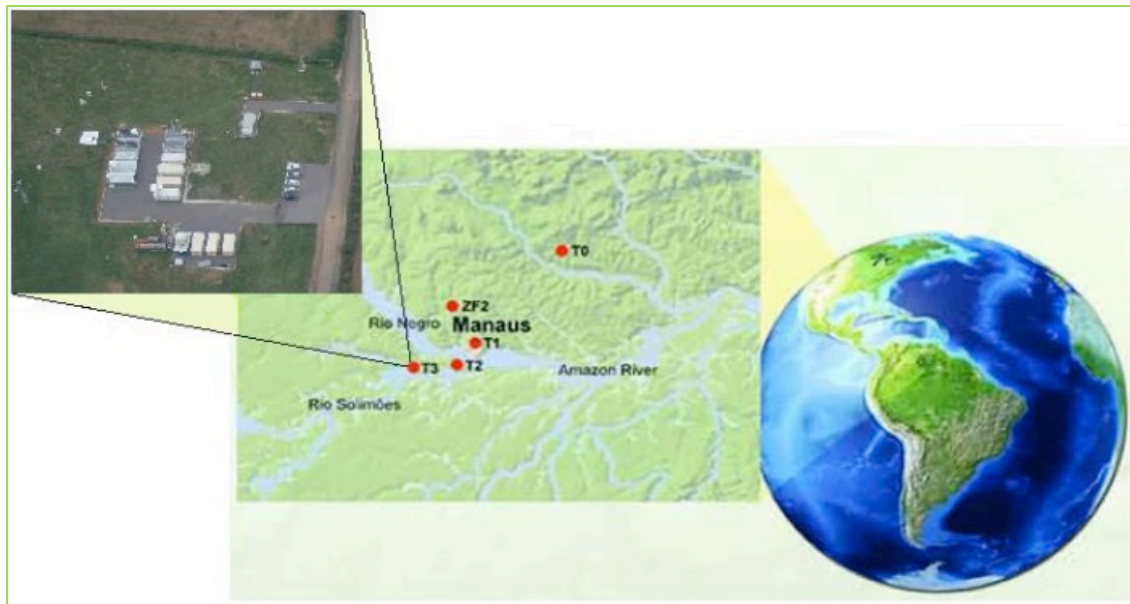 T0
ZF2
Rio Negro
Manaus
T1
T3
T2
Amazon River
Rio Solimões